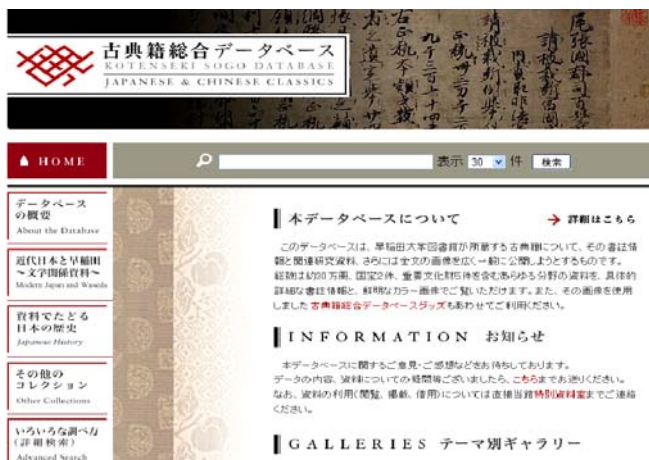 古典籍総合データベース
KOTENSEKI SOGO DATABASE
JAPANESE & CHINESE CLASSICS
HOME
表示 30 件 検索
データベース
の概要
About the Database
近代日本と早稲田
～文学関係資料～
Modern Japan and Waseda
資料でたどる
日本の歴史
Japanese History
その他の
コレクション
Other Collections
いろいろな調べ方
(詳細検索)
Advanced Search
本データベースについて
→ 詳細はこちら
このデータベースは、早稲田大学図書館が所蔵する古典籍について、その書誌情
報と関連研究資料、さらには全文の画像を広く一般に公開しようとするものです。
総数は約30万冊、国宝2件、重要文化財5件を含むあらゆる分野の資料を、具体的
詳細な書誌情報と、鮮明なカラー画像でご覧いただけます。また、その画像を使用
しました古典籍総合データベースグッズもあわせてご利用ください。
INFORMATION お知らせ
本データベースに関するご意見・ご感想などをお待ちしております。
データの内容、資料についての疑問等ございましたら、こちらまでお送りください。
なお、資料の利用(閲覧、掲載、借用)については直接当館特別資料室までご連絡
ください。
GALLERIES テーマ別ギャラリー